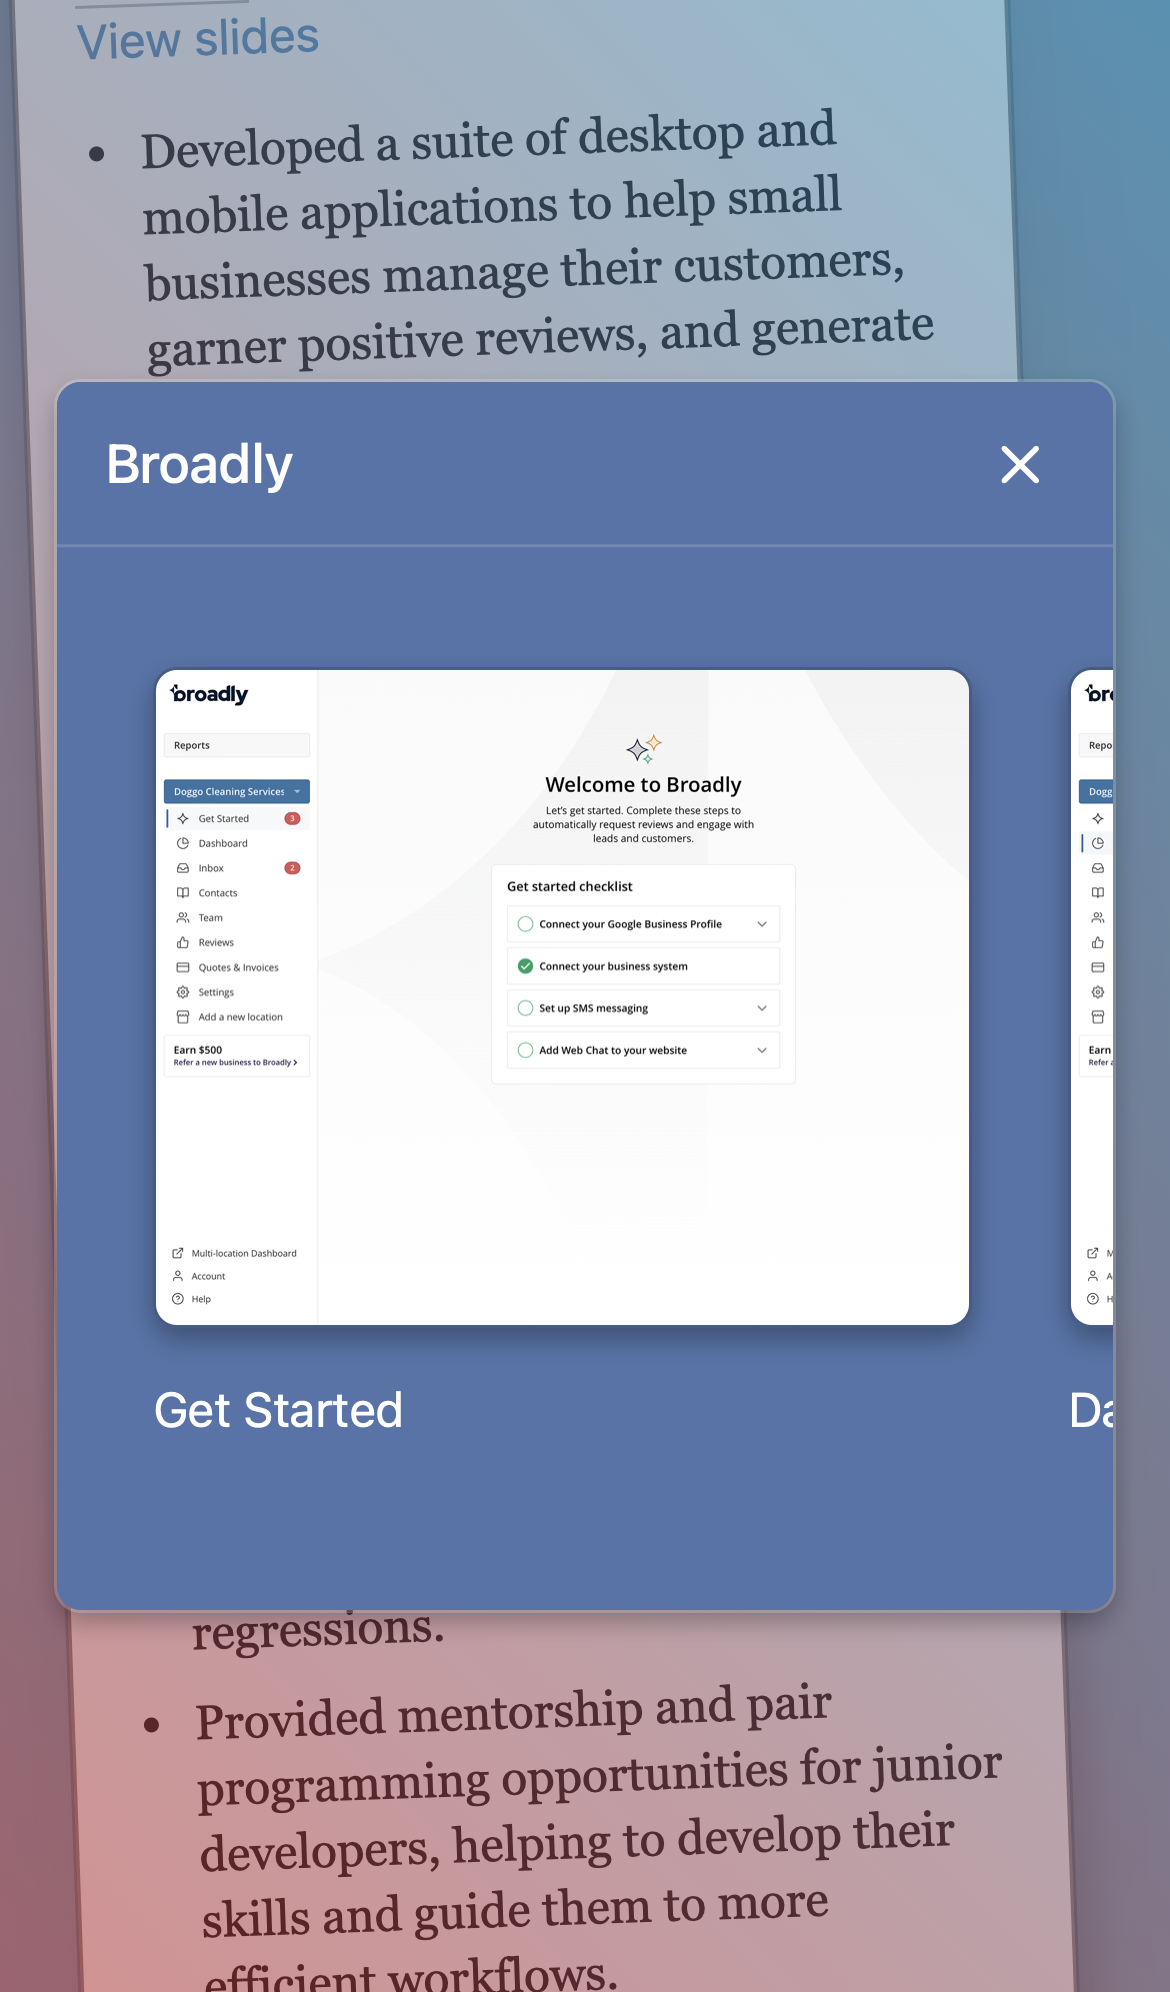 View slides
• Developed a suite of desktop and
mobile applications to help small
businesses manage their customers,
garner positive reviews, and generate
Broadly
broadly
Reports
Doggo Cleaning Services
Get Started 3
Dashboard
Inbox 2
Contacts
Team
Reviews
Quotes & Invoices
Settings
Add a new location
Earn $500
Refer a new business to Broadly >
Multi-location Dashboard
Account
Help
Welcome to Broadly
Let's get started. Complete these steps to
automatically request reviews and engage with
leads and customers.
Get started checklist
Connect your Google Business Profile
Connect your business system
Set up SMS messaging
Add Web Chat to your website
Get Started
bro
Repo
Dogg
Earn
Refer a
M
A
H
Da
regressions.
• Provided mentorship and pair
programming opportunities for junior
developers, helping to develop their
skills and guide them to more
efficient workflows.